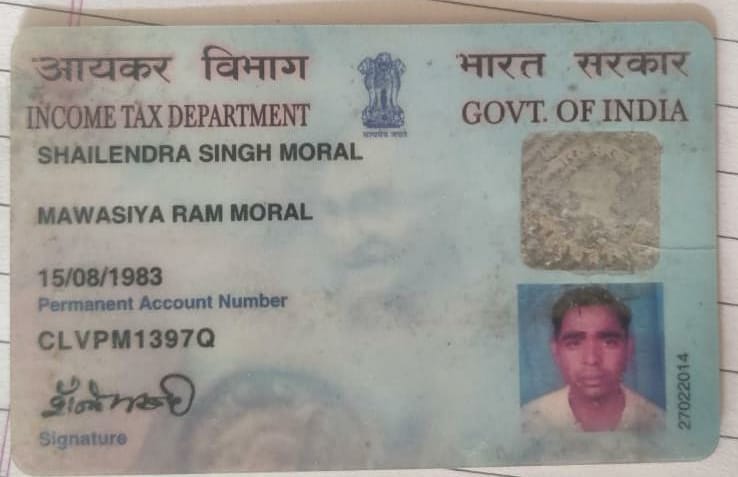 आयकर विभाग
भारत सरकार
INCOME TAX DEPARTMENT
GOVT. OF INDIA
सत्यमेव जयते
SHAILENDRA SINGH MORAL
MAWASIYA RAM MORAL
15/08/1983
Permanent Account Number
CLVPM1397Q
Signature
27022014